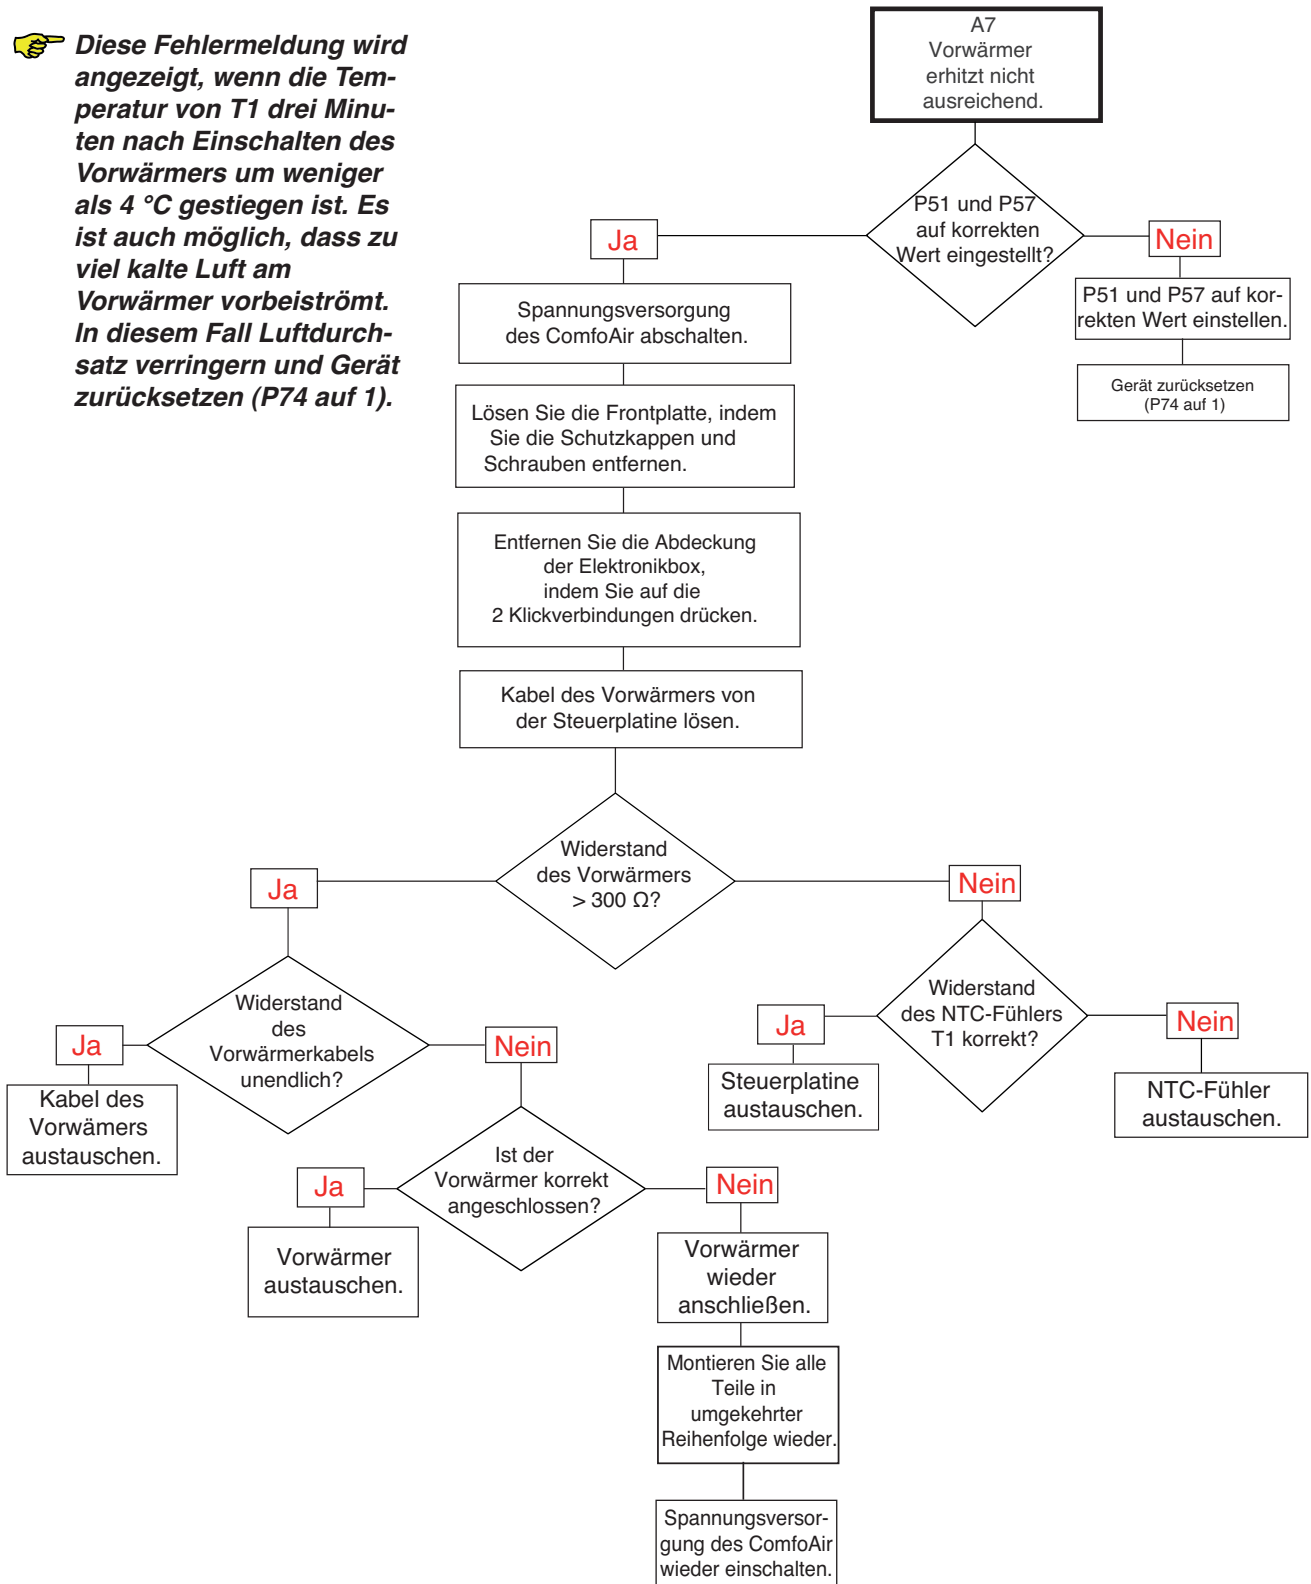 Diese Fehlermeldung wird
angezeigt, wenn die Tem-
peratur von T1 drei Minu-
ten nach Einschalten des
Vorwärmers um weniger
als 4 °C gestiegen ist. Es
ist auch möglich, dass zu
viel kalte Luft am
Vorwärmer vorbeiströmt.
In diesem Fall Luftdurch-
satz verringern und Gerät
zurücksetzen (P74 auf 1).
A7
Vorwärmer
erhitzt nicht
ausreichend.
P51 und P57
auf korrekten
Wert eingestellt?
Ja
Nein
P51 und P57 auf kor-
rekten Wert einstellen.
Gerät zurücksetzen
(P74 auf 1)
Spannungsversorgung
des ComfoAir abschalten.
Lösen Sie die Frontplatte, indem
Sie die Schutzkappen und
Schrauben entfernen.
Entfernen Sie die Abdeckung
der Elektronikbox,
indem Sie auf die
2 Klickverbindungen drücken.
Kabel des Vorwärmers von
der Steuerplatine lösen.
Widerstand
des Vorwärmers
> 300 Ω?
Ja
Nein
Widerstand
des
Vorwärmerkabels
unendlich?
Ja
Nein
Kabel des
Vorwämers
austauschen.
Ist der
Vorwärmer korrekt
angeschlossen?
Ja
Nein
Vorwärmer
austauschen.
Vorwärmer
wieder
anschließen.
Montieren Sie alle
Teile in
umgekehrter
Reihenfolge wieder.
Spannungsversor-
gung des ComfoAir
wieder einschalten.
Widerstand
des NTC-Fühlers
T1 korrekt?
Ja
Nein
Steuerplatine
austauschen.
NTC-Fühler
austauschen.